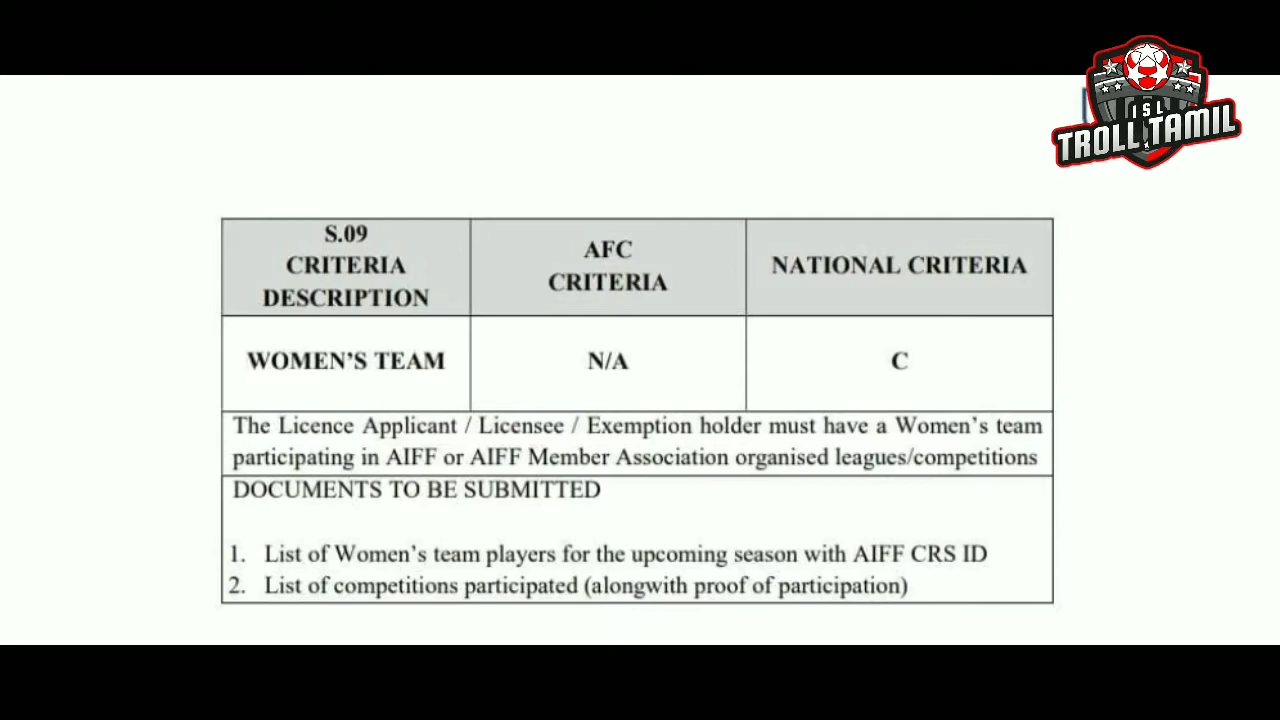 ISL
TROLL TAMIL
S.09
CRITERIA
DESCRIPTION
AFC
CRITERIA
NATIONAL CRITERIA
WOMEN'S TEAM
N/A
C
The Licence Applicant / Licensee / Exemption holder must have a Women's team
participating in AIFF or AIFF Member Association organised leagues/competitions
DOCUMENTS TO BE SUBMITTED
1. List of Women's team players for the upcoming season with AIFF CRS ID
2. List of competitions participated (alongwith proof of participation)